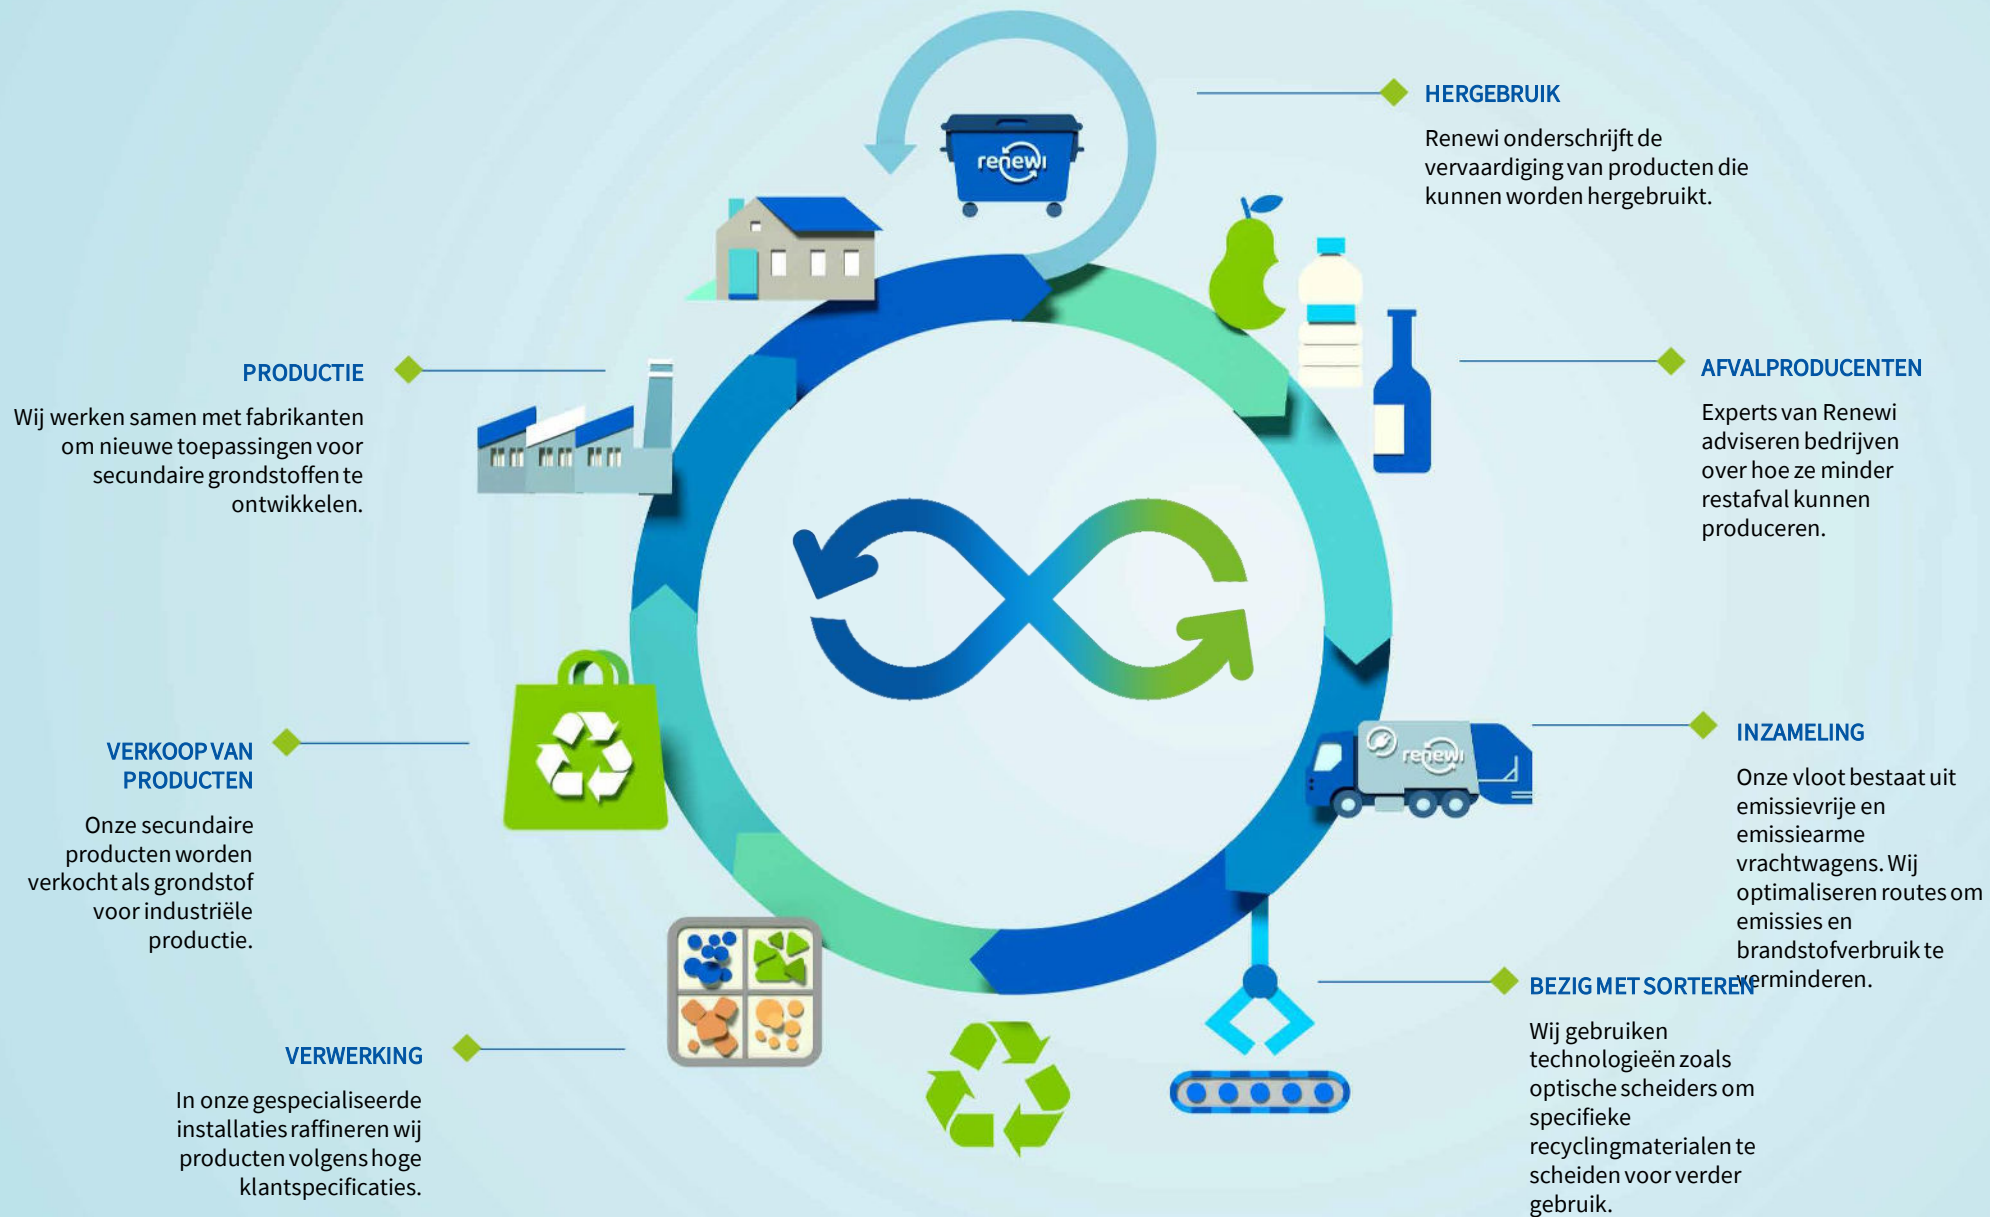 renewi
HERGEBRUIK
Renewi onderschrijft de
vervaardiging van producten die
kunnen worden hergebruikt.
AFVALPRODUCENTEN
Experts van Renewi
adviseren bedrijven
over hoe ze minder
restafval kunnen
produceren.
renewi
INZAMELING
Onze vloot bestaat uit
emissievrije en
emissiearme
vrachtwagens. Wij
optimaliseren routes om
emissies en
brandstofverbruik te
verminderen.
BEZIG MET SORTEREN
Wij gebruiken
technologieën zoals
optische scheiders om
specifieke
recyclingmaterialen te
scheiden voor verder
gebruik.
VERWERKING
In onze gespecialiseerde
installaties raffineren wij
producten volgens hoge
klantspecificaties.
VERKOOP VAN
PRODUCTEN
Onze secundaire
producten worden
verkocht als grondstof
voor industriële
productie.
PRODUCTIE
Wij werken samen met fabrikanten
om nieuwe toepassingen voor
secundaire grondstoffen te
ontwikkelen.